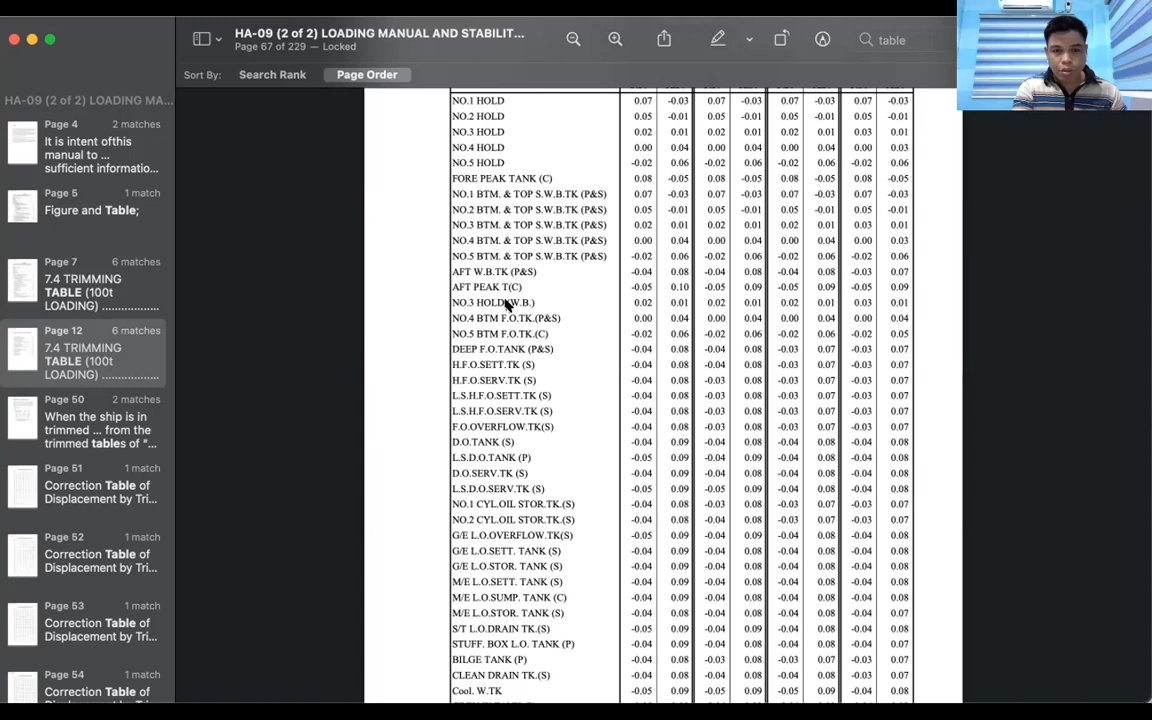 HA-09 (2 of 2) LOADING MANUAL AND STABILIT...
Page 67 of 229 — Locked
table
Sort By: Search Rank Page Order
HA-09 (2 of 2) LOADING MA...
Page 4 2 matches
It is intent ofthis
manual to ...
sufficient informatio...
Page 5 1 match
Figure and Table;
Page 7 6 matches
7.4 TRIMMING
TABLE (100t
LOADING) ..................
Page 12 6 matches
7.4 TRIMMING
TABLE (100t
LOADING) ..................
Page 50 2 matches
When the ship is in
trimmed ... from the
trimmed tables of "...
Page 51 1 match
Correction Table of
Displacement by Tri...
Page 52 1 match
Correction Table of
Displacement by Tri...
Page 53 1 match
Correction Table of
Displacement by Tri...
Page 54 1 match
Correction Table of
Displacement by Tri...
NO.1 HOLD 0.07 -0.03 0.07 -0.03 0.07 -0.03 0.07 -0.03
NO.2 HOLD 0.05 -0.01 0.05 -0.01 0.05 -0.01 0.05 -0.01
NO.3 HOLD 0.02 0.01 0.02 0.01 0.02 0.01 0.03 0.01
NO.4 HOLD 0.00 0.04 0.00 0.04 0.00 0.04 0.00 0.03
NO.5 HOLD -0.02 0.06 -0.02 0.06 -0.02 0.06 -0.02 0.06
FORE PEAK TANK (C) 0.08 -0.05 0.08 -0.05 0.08 -0.05 0.08 -0.05
NO.1 BTM. & TOP S.W.B.TK (P&S) 0.07 -0.03 0.07 -0.03 0.07 -0.03 0.07 -0.03
NO.2 BTM. & TOP S.W.B.TK (P&S) 0.05 -0.01 0.05 -0.01 0.05 -0.01 0.05 -0.01
NO.3 BTM. & TOP S.W.B.TK (P&S) 0.02 0.01 0.02 0.01 0.02 0.01 0.03 0.01
NO.4 BTM. & TOP S.W.B.TK (P&S) 0.00 0.04 0.00 0.04 0.00 0.04 0.00 0.03
NO.5 BTM. & TOP S.W.B.TK (P&S) -0.02 0.06 -0.02 0.06 -0.02 0.06 -0.02 0.06
AFT W.B.TK (P&S) -0.04 0.08 -0.04 0.08 -0.04 0.08 -0.03 0.07
AFT PEAK T(C) -0.05 0.10 -0.05 0.09 -0.05 0.09 -0.05 0.09
NO.3 HOLD(W.B.) 0.02 0.01 0.02 0.01 0.02 0.01 0.03 0.01
NO.4 BTM F.O.TK.(P&S) 0.00 0.04 0.00 0.04 0.00 0.04 0.00 0.04
NO.5 BTM F.O.TK.(C) -0.02 0.06 -0.02 0.06 -0.02 0.06 -0.02 0.05
DEEP F.O.TANK (P&S) -0.04 0.08 -0.04 0.08 -0.03 0.07 -0.03 0.07
H.F.O.SETT.TK (S) -0.04 0.08 -0.04 0.08 -0.03 0.07 -0.03 0.07
H.F.O.SERV.TK (S) -0.04 0.08 -0.03 0.08 -0.03 0.07 -0.03 0.07
L.S.H.F.O.SETT.TK (S) -0.04 0.08 -0.03 0.08 -0.03 0.07 -0.03 0.07
L.S.H.F.O.SERV.TK (S) -0.04 0.08 -0.03 0.08 -0.03 0.07 -0.03 0.07
F.O.OVERFLOW.TK(S) -0.04 0.08 -0.03 0.08 -0.03 0.07 -0.03 0.07
D.O.TANK (S) -0.04 0.09 -0.04 0.08 -0.04 0.08 -0.04 0.08
L.S.D.O.TANK (P) -0.05 0.09 -0.04 0.09 -0.04 0.08 -0.04 0.08
D.O.SERV.TK (S) -0.04 0.09 -0.04 0.08 -0.04 0.08 -0.04 0.08
L.S.D.O.SERV.TK (S) -0.05 0.09 -0.05 0.09 -0.04 0.08 -0.04 0.08
NO.1 CYL.OIL STOR.TK.(S) -0.04 0.08 -0.03 0.08 -0.03 0.07 -0.03 0.07
NO.2 CYL.OIL STOR.TK.(S) -0.04 0.08 -0.04 0.08 -0.03 0.07 -0.03 0.07
G/E L.O.OVERFLOW.TK(S) -0.05 0.09 -0.04 0.09 -0.04 0.08 -0.04 0.08
G/E L.O.SETT. TANK (S) -0.04 0.09 -0.04 0.08 -0.04 0.08 -0.04 0.08
G/E L.O.STOR. TANK (S) -0.04 0.09 -0.04 0.08 -0.04 0.08 -0.04 0.08
M/E L.O.SETT. TANK (S) -0.04 0.09 -0.04 0.08 -0.04 0.08 -0.04 0.08
M/E L.O.SUMP. TANK (C) -0.04 0.09 -0.04 0.08 -0.04 0.08 -0.04 0.08
M/E L.O.STOR. TANK (S) -0.04 0.08 -0.04 0.08 -0.04 0.08 -0.04 0.07
S/T L.O.DRAIN TK.(S) -0.05 0.09 -0.04 0.09 -0.04 0.08 -0.04 0.08
STUFF. BOX L.O. TANK (P) -0.04 0.08 -0.04 0.08 -0.04 0.08 -0.04 0.07
BILGE TANK (P) -0.04 0.08 -0.03 0.08 -0.03 0.07 -0.03 0.07
CLEAN DRAIN TK.(S) -0.04 0.08 -0.04 0.08 -0.04 0.08 -0.03 0.07
Cool. W.TK -0.05 0.09 -0.05 0.09 -0.05 0.09 -0.04 0.08